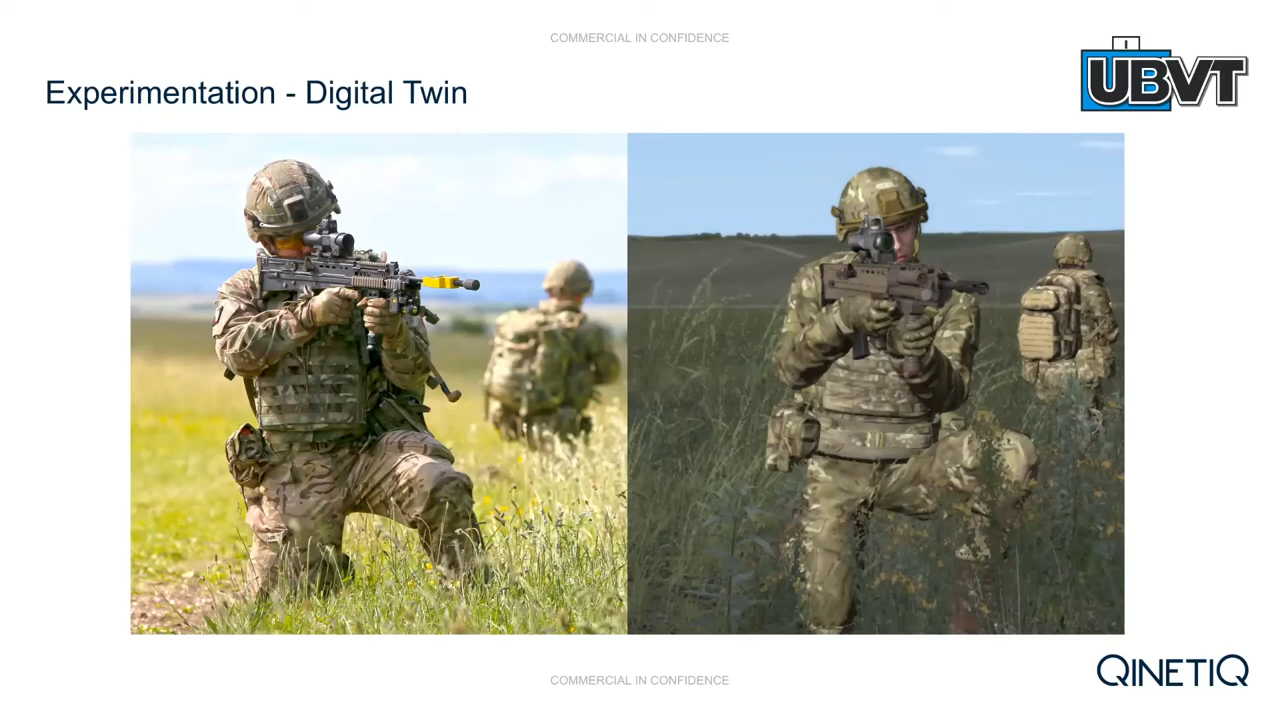 COMMERCIAL IN CONFIDENCE
UBVT
Experimentation - Digital Twin
COMMERCIAL IN CONFIDENCE
QINETIQ